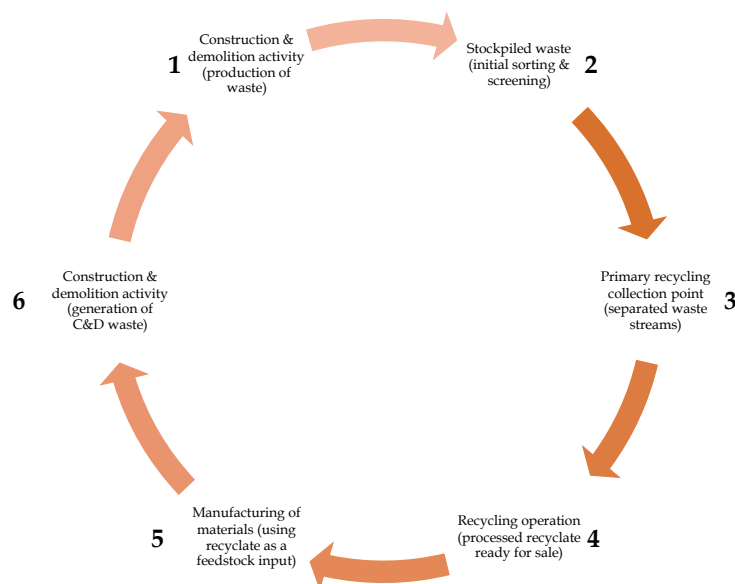 1
Construction &
demolition activity
(production of
waste)
Stockpiled waste
(initial sorting &
screening)
2
Primary recycling
collection point
(separated waste
streams)
3
Recycling operation
(processed recyclate
ready for sale)
4
5
Manufacturing of
materials (using
recyclate as a
feedstock input)
6
Construction &
demolition activity
(generation of
C&D waste)